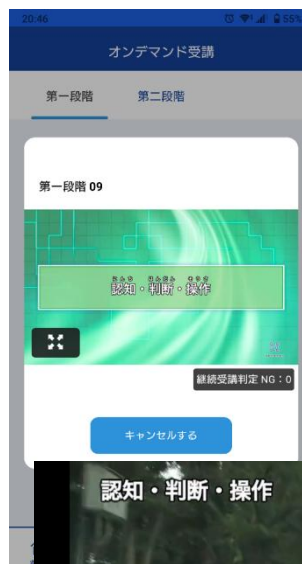 20:46
55%
オンデマンド受講
第一段階 第二段階
第一段階 09
にんち はんだん そうさ
認知・判断・操作
継続受講判定 NG：0
キャンセルする
認知・判断・操作